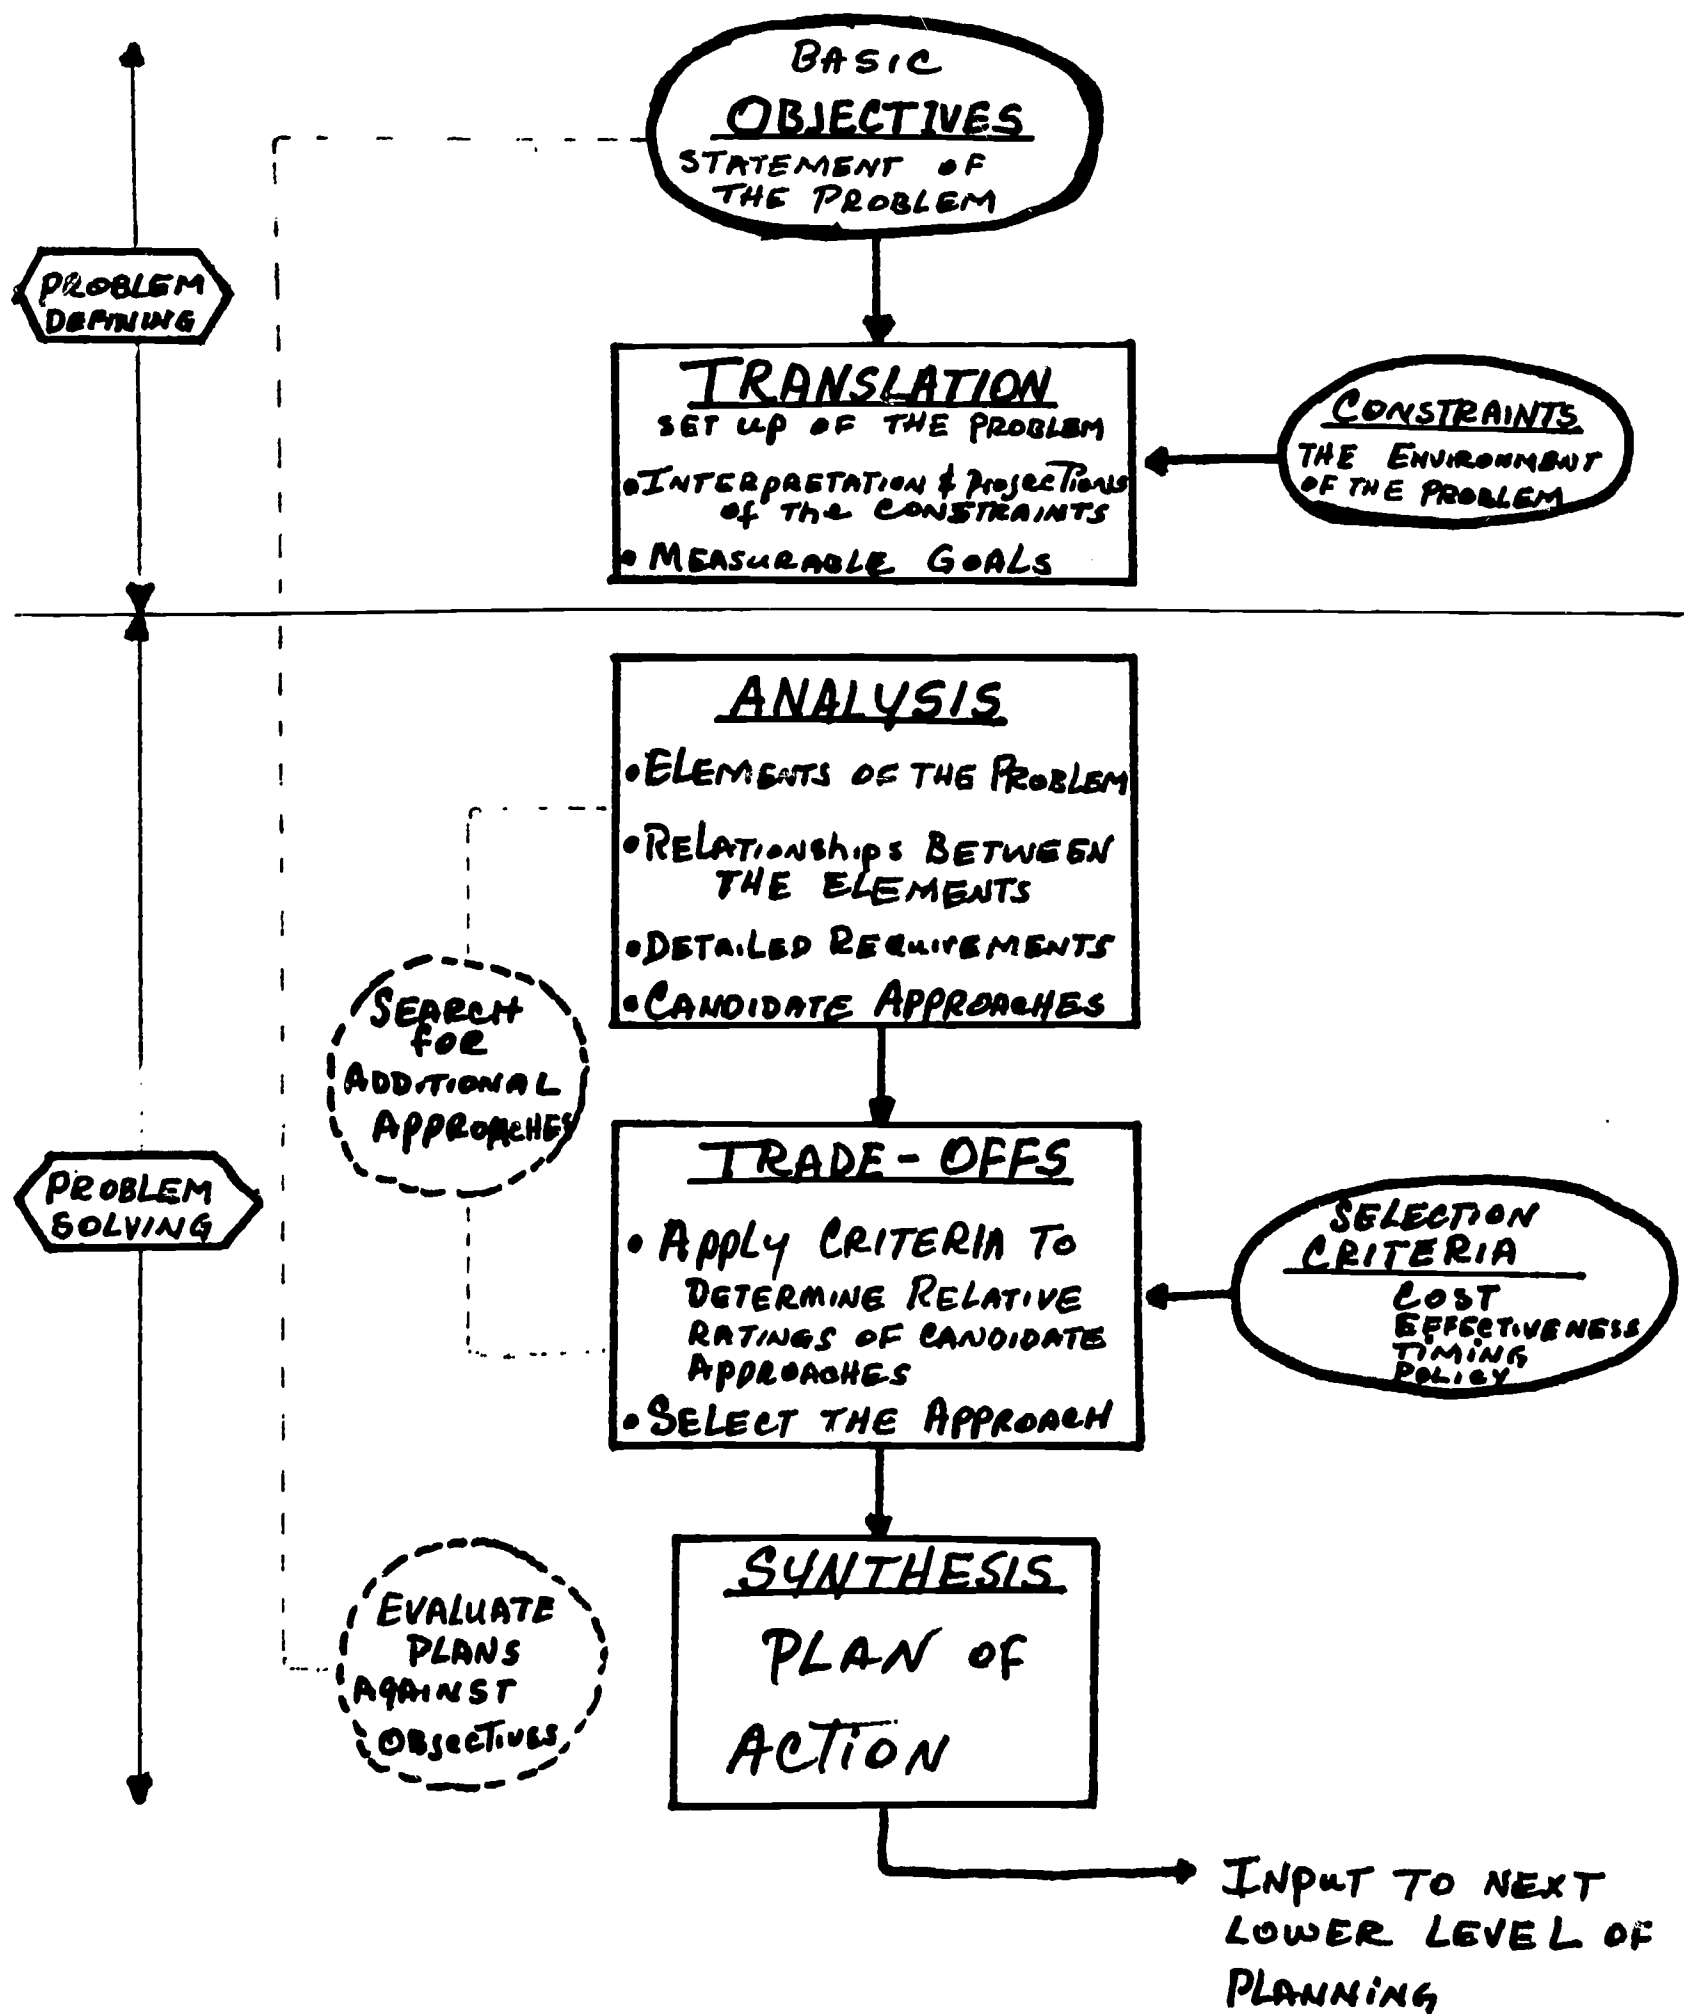 BASIC
OBJECTIVES
STATEMENT OF
THE PROBLEM
PROBLEM
DEFINING
TRANSLATION
SET UP OF THE PROBLEM
• INTERPRETATION & PROJECTIONS
OF THE CONSTRAINTS
• MEASURABLE GOALS
CONSTRAINTS
THE ENVIRONMENT
OF THE PROBLEM
ANALYSIS
• ELEMENTS OF THE PROBLEM
• RELATIONSHIPS BETWEEN
THE ELEMENTS
• DETAILED REQUIREMENTS
• CANDIDATE APPROACHES
SEARCH
FOR
ADDITIONAL
APPROACHES
PROBLEM
SOLVING
TRADE-OFFS
• APPLY CRITERIA TO
DETERMINE RELATIVE
RATINGS OF CANDIDATE
APPROACHES
• SELECT THE APPROACH
SELECTION
CRITERIA
COST
EFFECTIVENESS
TIMING
POLICY
SYNTHESIS
PLAN OF
ACTION
EVALUATE
PLANS
AGAINST
OBJECTIVES
INPUT TO NEXT
LOWER LEVEL OF
PLANNING